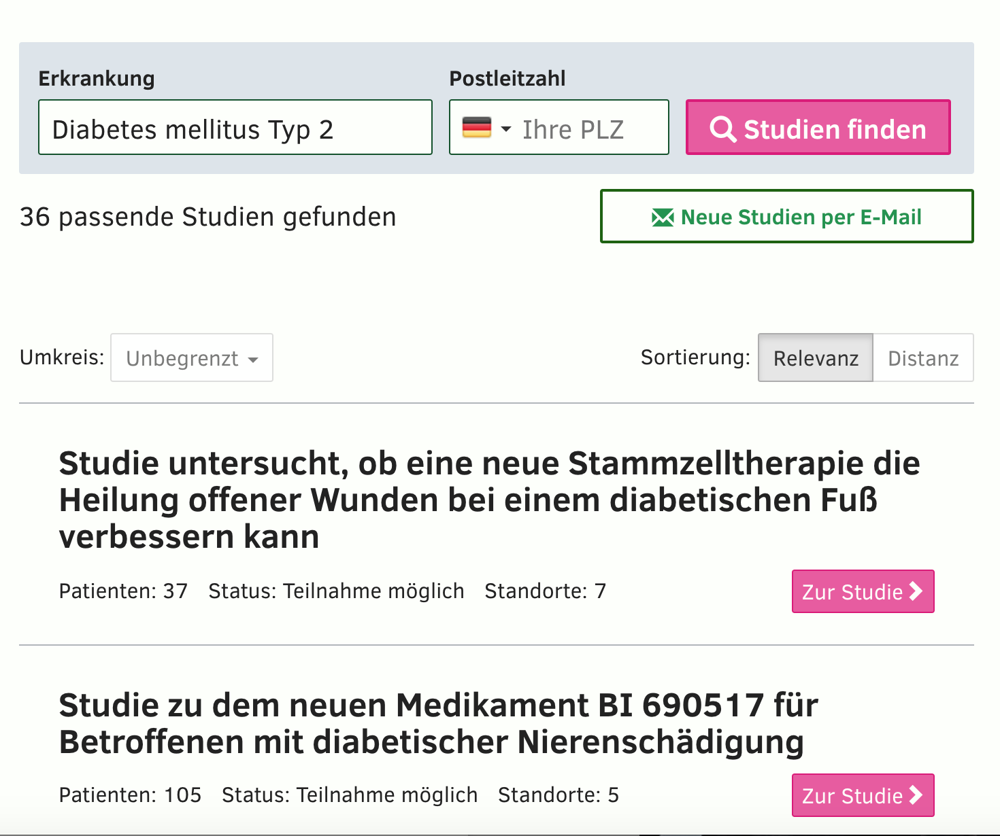 Erkrankung
Postleitzahl
Diabetes mellitus Typ 2
Ihre PLZ
Studien finden
36 passende Studien gefunden
Neue Studien per E-Mail
Umkreis: Unbegrenzt
Sortierung: Relevanz Distanz
Studie untersucht, ob eine neue Stammzelltherapie die
Heilung offener Wunden bei einem diabetischen Fuß
verbessern kann
Patienten: 37 Status: Teilnahme möglich Standorte: 7
Zur Studie
Studie zu dem neuen Medikament BI 690517 für
Betroffenen mit diabetischer Nierenschädigung
Patienten: 105 Status: Teilnahme möglich Standorte: 5
Zur Studie